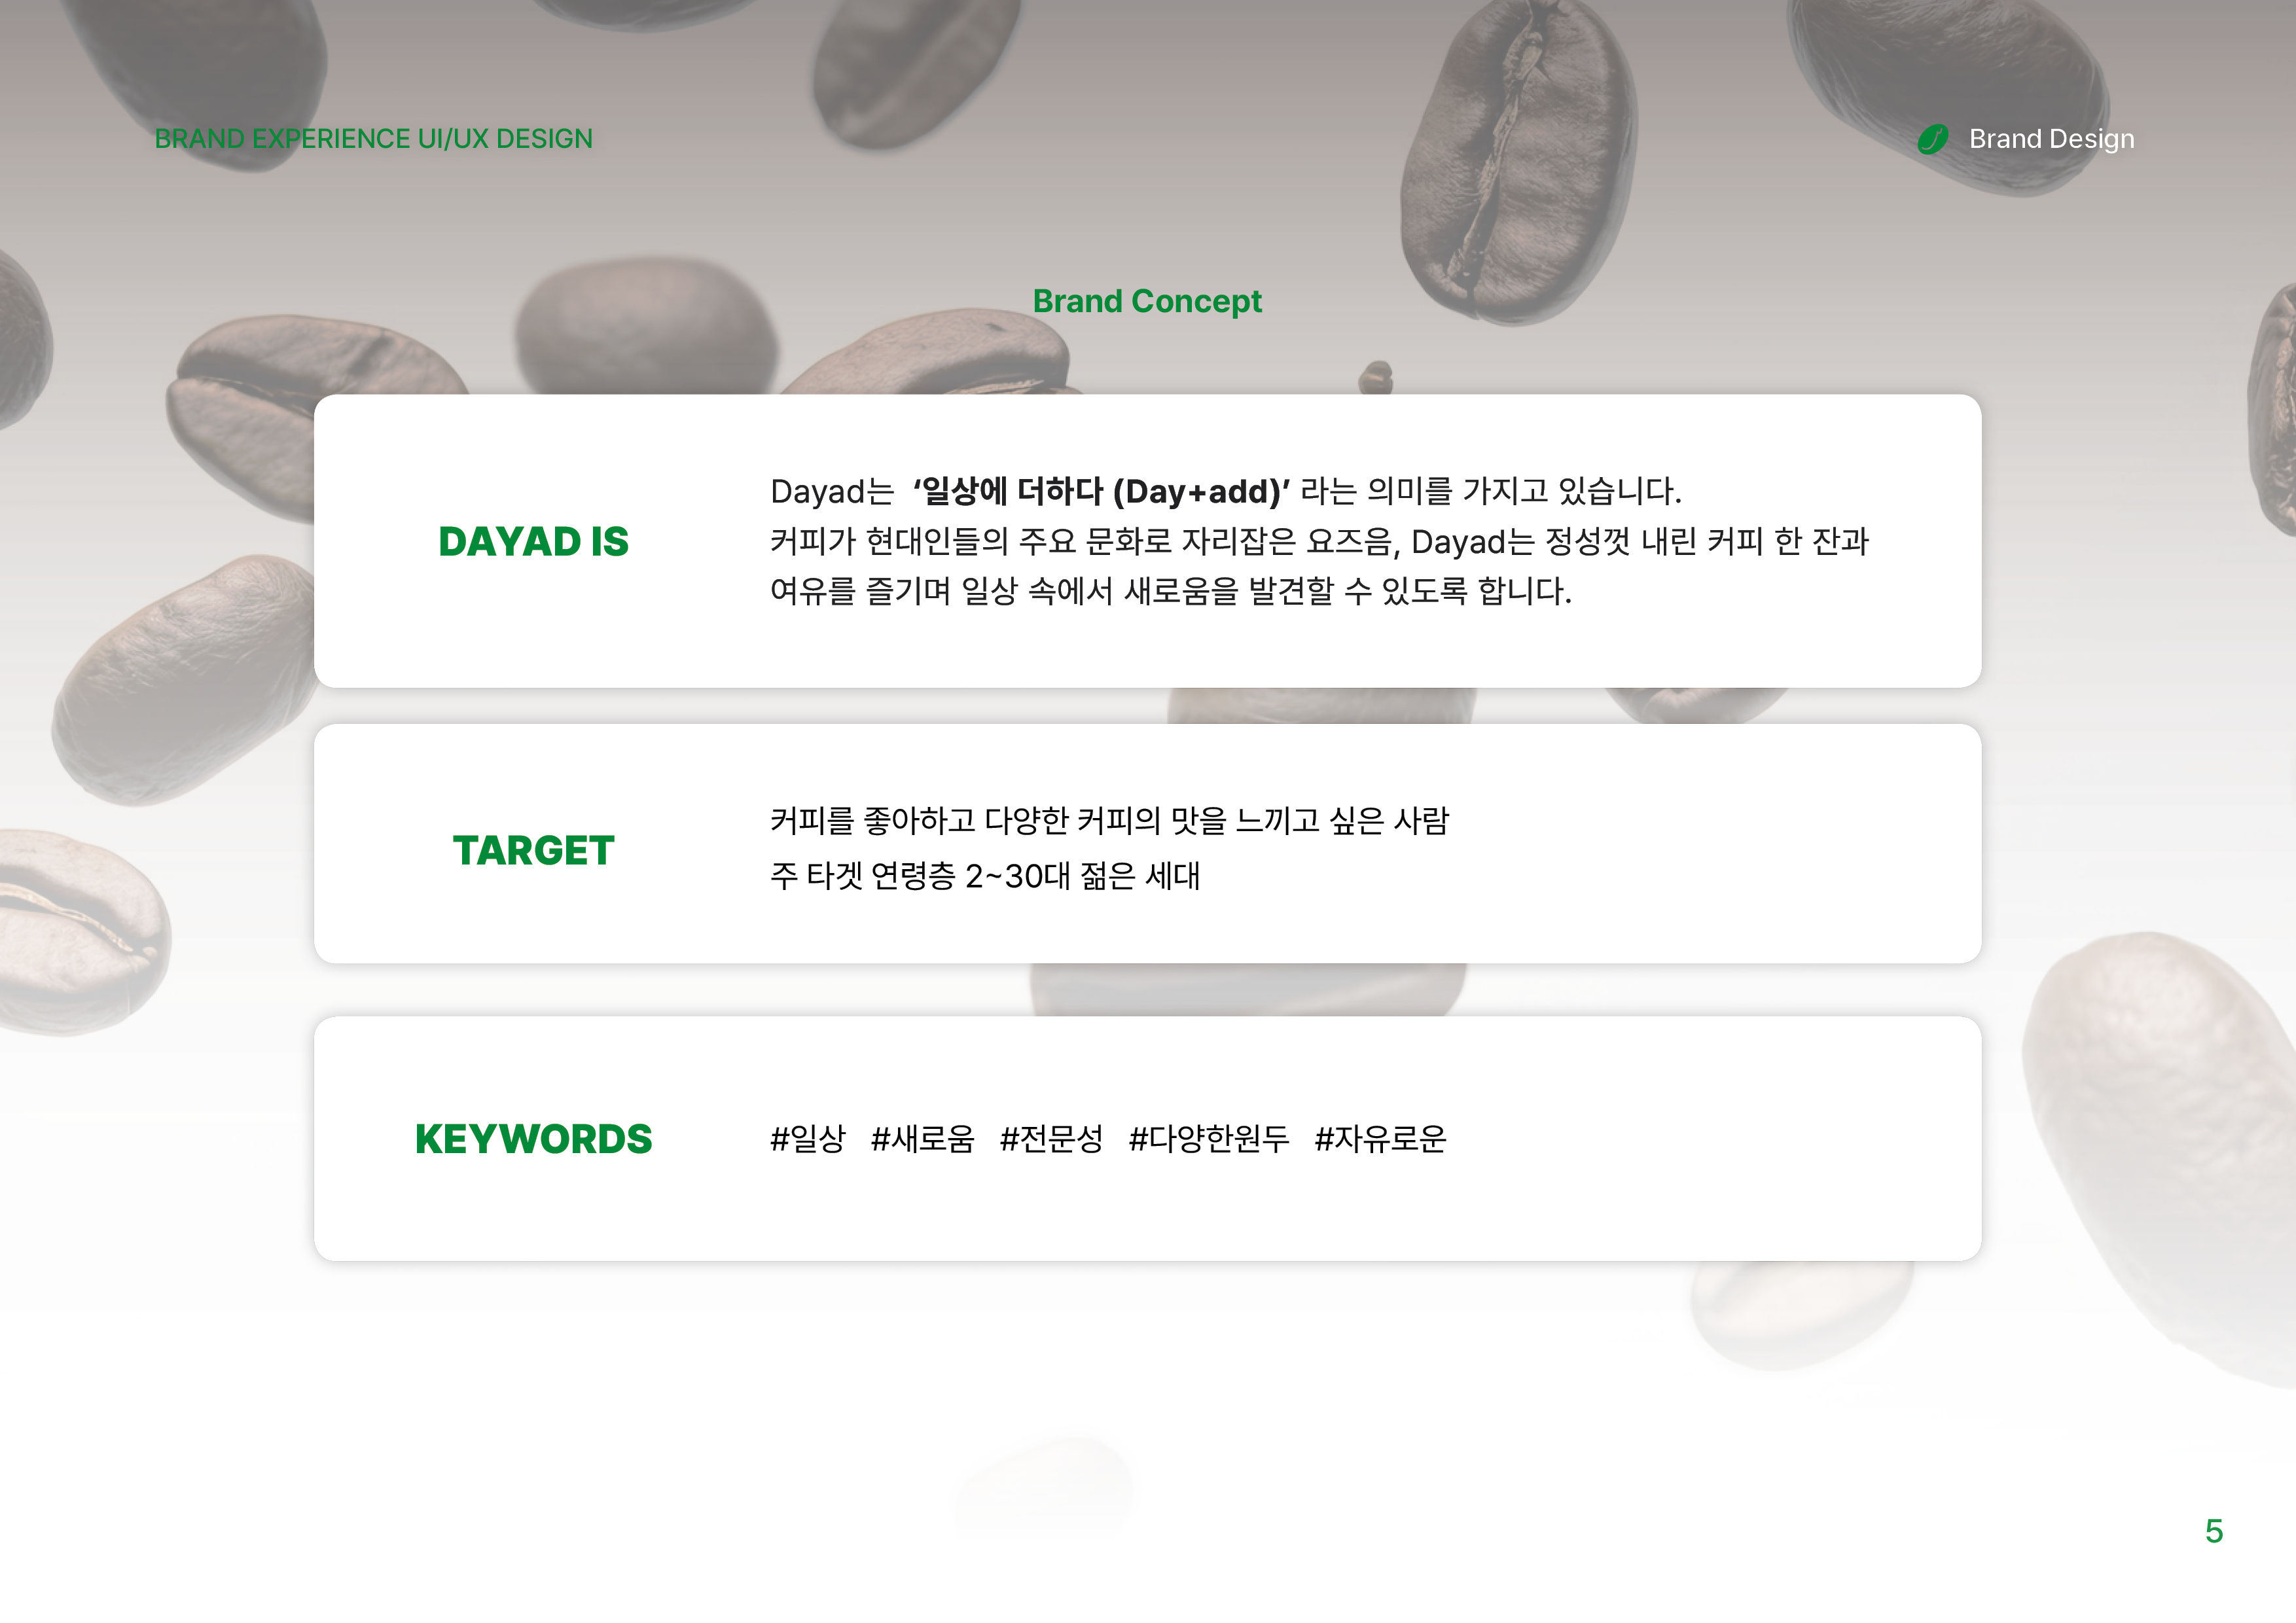 BRAND EXPERIENCE UI/UX DESIGN
Brand Design
Brand Concept
DAYAD IS
Dayad는 ‘일상에 더하다 (Day+add)’ 라는 의미를 가지고 있습니다.
커피가 현대인들의 주요 문화로 자리잡은 요즈음, Dayad는 정성껏 내린 커피 한 잔과
여유를 즐기며 일상 속에서 새로움을 발견할 수 있도록 합니다.
TARGET
커피를 좋아하고 다양한 커피의 맛을 느끼고 싶은 사람
주 타겟 연령층 2~30대 젊은 세대
KEYWORDS
#일상 #새로움 #전문성 #다양한원두 #자유로운
5